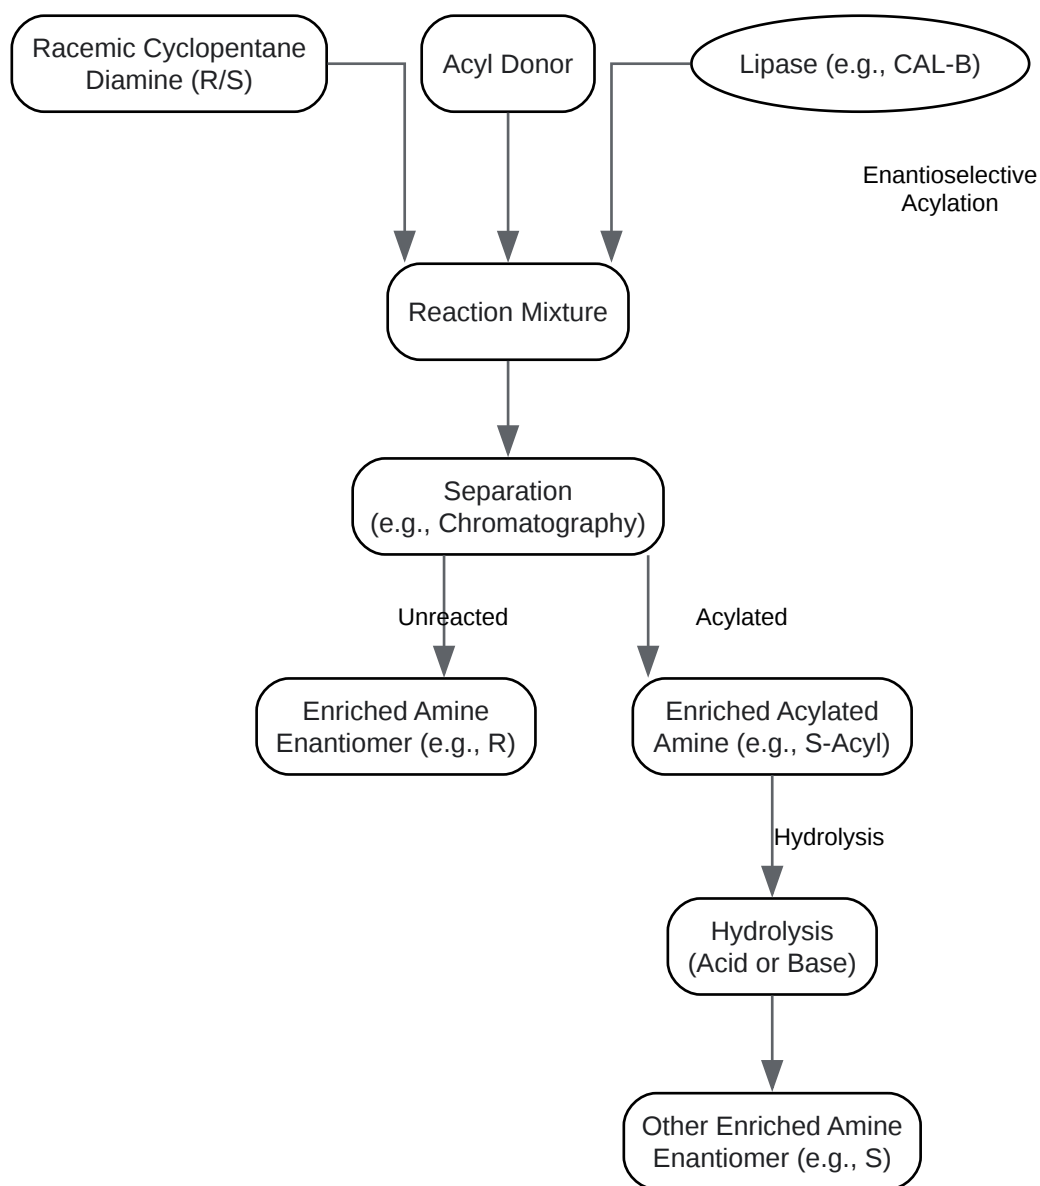 Racemic Cyclopentane
Diamine (R/S)
Acyl Donor
Lipase (e.g., CAL-B)
Enantioselective
Acylation
Reaction Mixture
Separation
(e.g., Chromatography)
Unreacted
Acylated
Enriched Amine
Enantiomer (e.g., R)
Enriched Acylated
Amine (e.g., S-Acyl)
Hydrolysis
Hydrolysis
(Acid or Base)
Other Enriched Amine
Enantiomer (e.g., S)